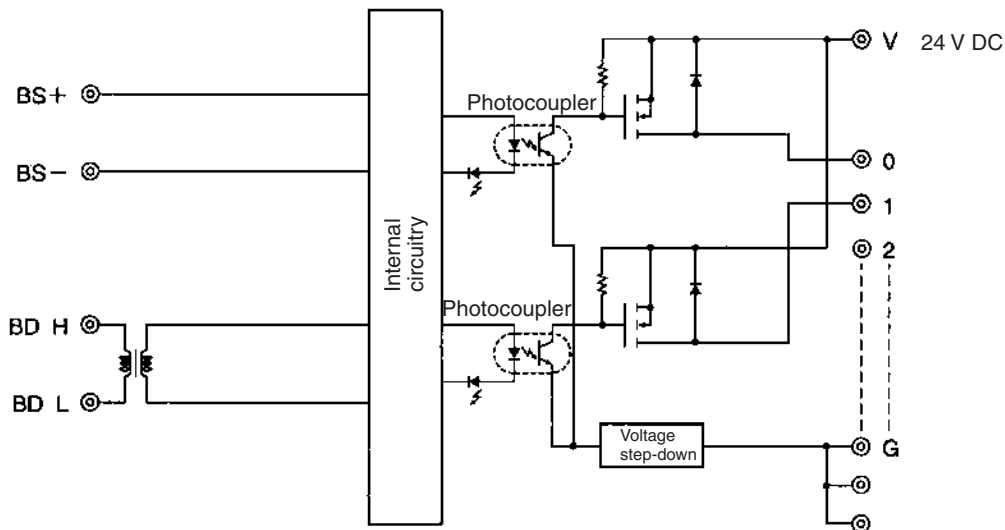 V 24 V DC
BS+
Photocoupler
BS-
0
1
Internal
circuitry
2
Photocoupler
BD H
BD L
Voltage
step-down
G